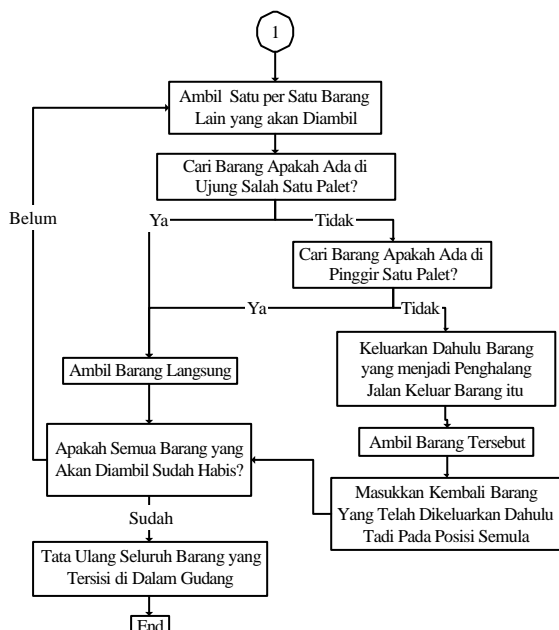 1
Ambil Satu per Satu Barang
Lain yang akan Diambil
Cari Barang Apakah Ada di
Ujung Salah Satu Palet?
Belum
Ya
Tidak
Cari Barang Apakah Ada di
Pinggir Satu Palet?
Ya
Tidak
Ambil Barang Langsung
Keluarkan Dahulu Barang
yang menjadi Penghalang
Jalan Keluar Barang itu
Ambil Barang Tersebut
Apakah Semua Barang yang
Akan Diambil Sudah Habis?
Masukkan Kembali Barang
Yang Telah Dikeluarkan Dahulu
Tadi Pada Posisi Semula
Sudah
Tata Ulang Seluruh Barang yang
Tersisi di Dalam Gudang
End